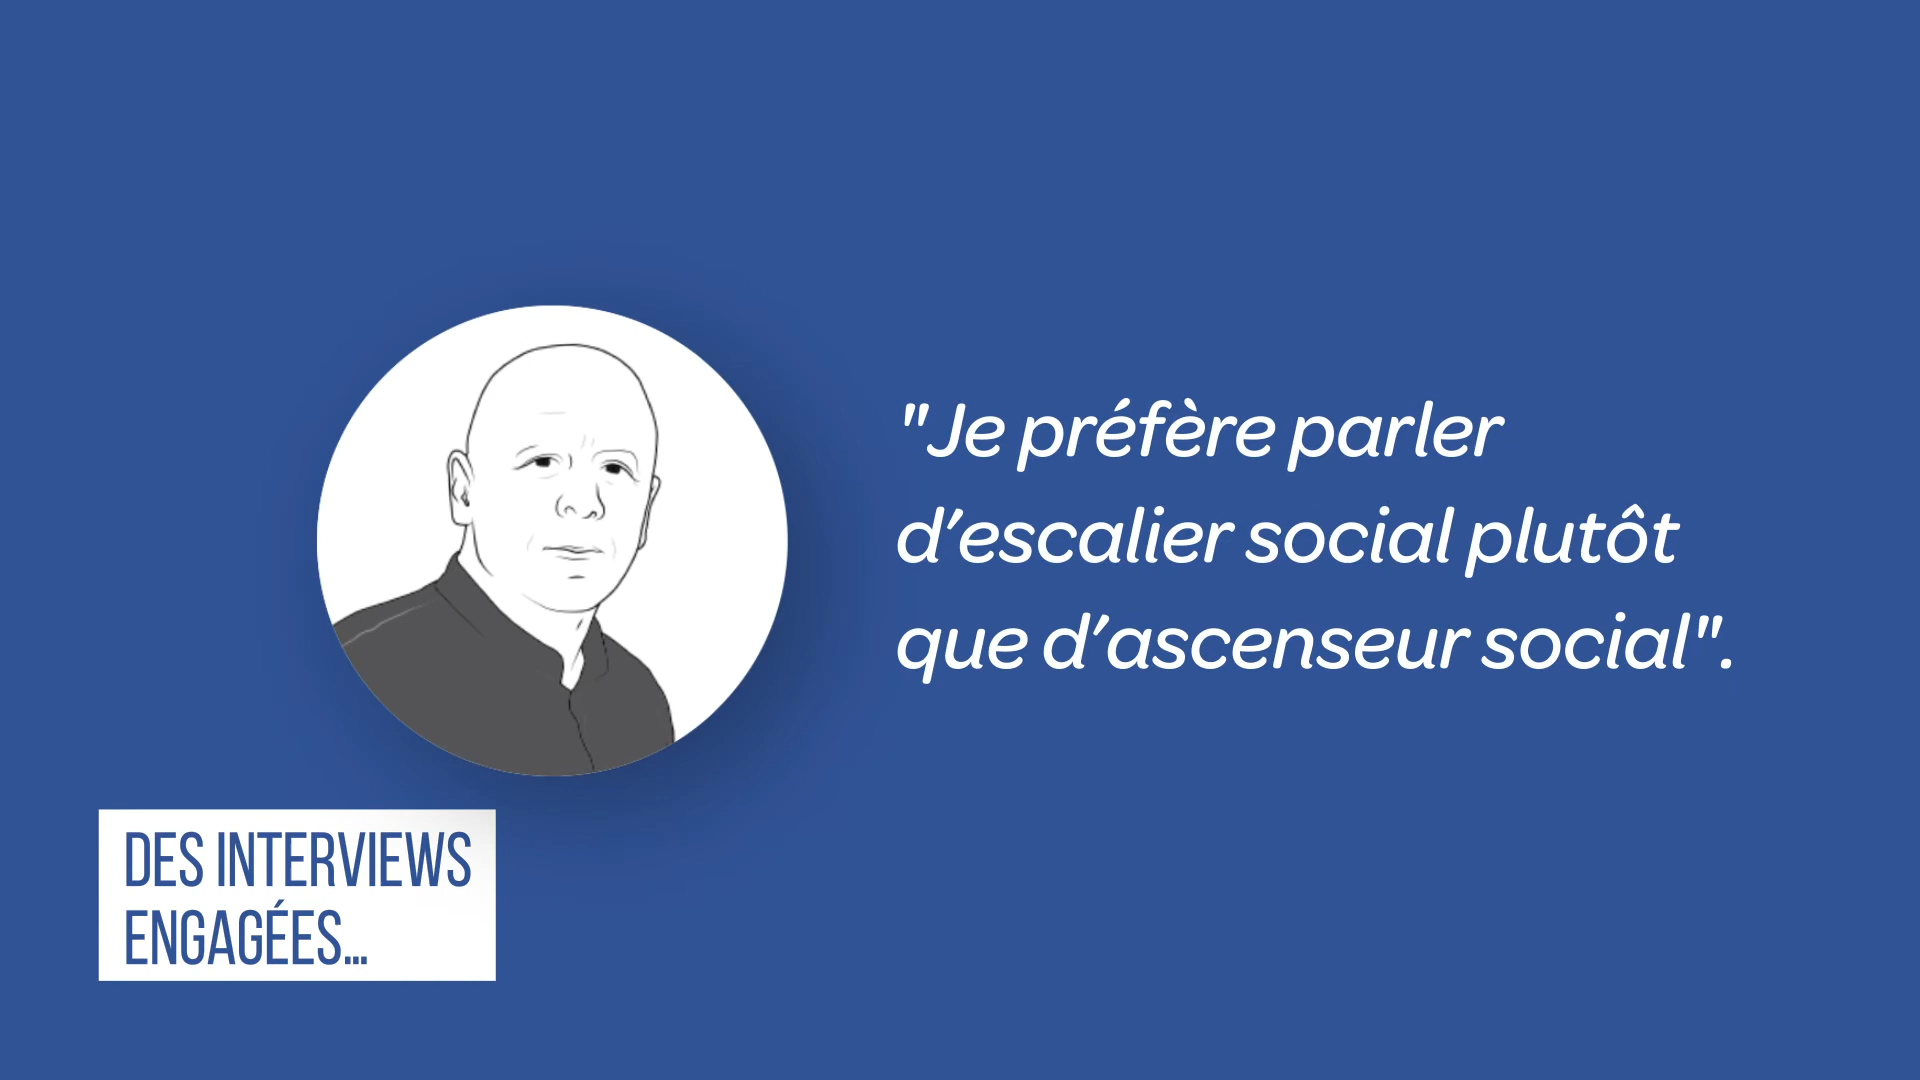 "Je préfère parler
d'escalier social plutôt
que d'ascenseur social".
DES INTERVIEWS
ENGAGÉES...